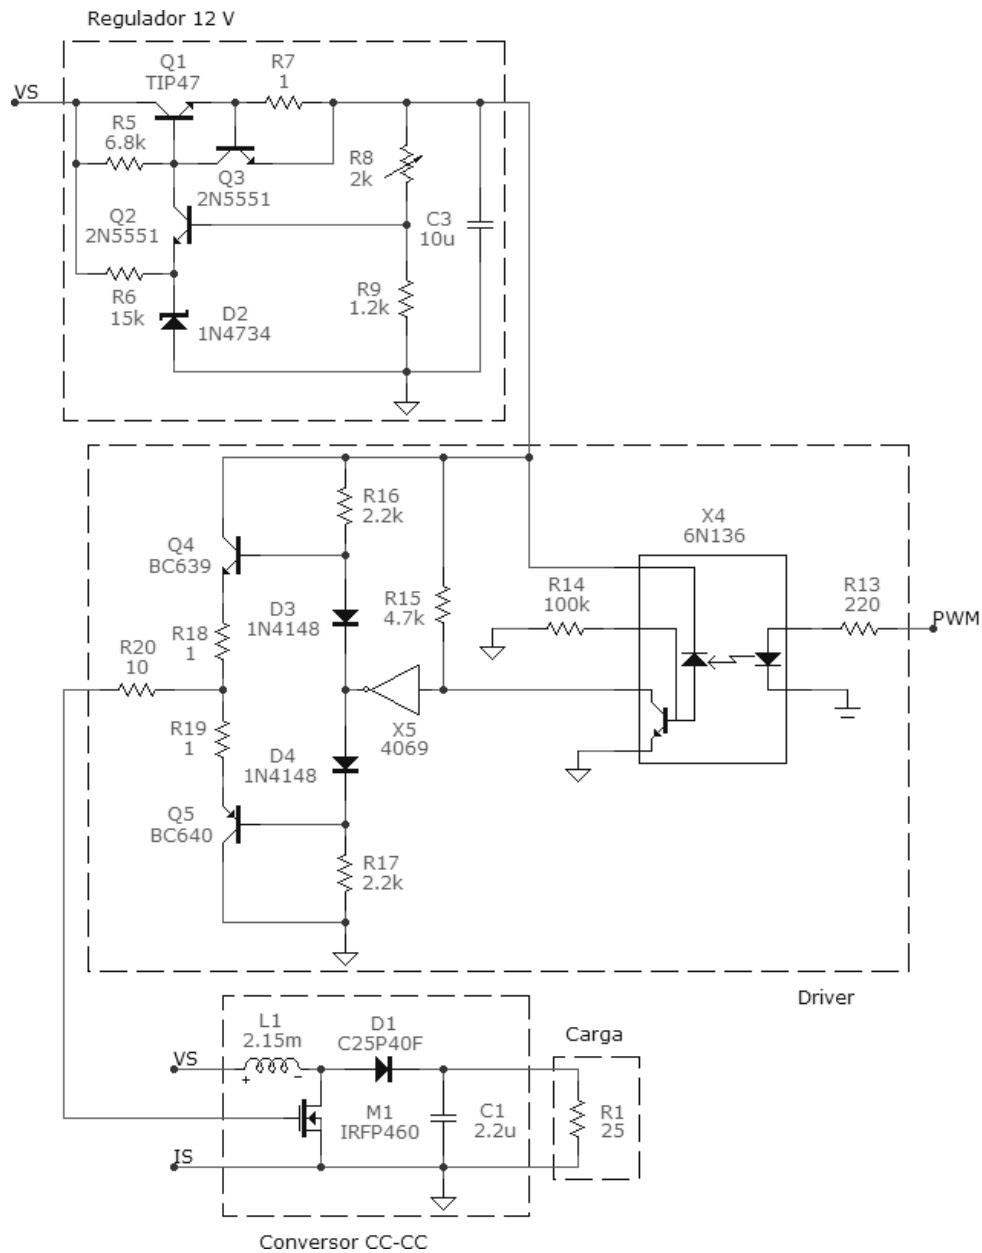 Regulador 12 V
Q1
TIP47
R7
1
VS
R5
6.8k
R8
2k
Q3
2N5551
Q2
2N5551
C3
10u
R6
15k
D2
1N4734
R9
1.2k
R16
2.2k
X4
6N136
Q4
BC639
D3
1N4148
R15
4.7k
R14
100k
R13
220
PWM
R18
1
R20
10
R19
1
X5
4069
D4
1N4148
Q5
BC640
R17
2.2k
Driver
L1
2.15m
D1
C25P40F
Carga
VS
+
−
M1
IRFP460
C1
2.2u
R1
25
IS
Conversor CC-CC